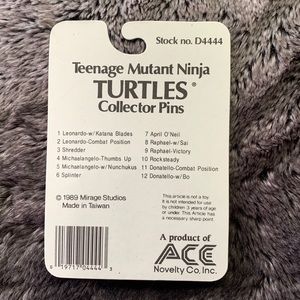 Stock no. D4444
Teenage Mutant Ninja
TURTLES®
Collector Pins
1 Leonardo-w/Katana Blades
2 Leonardo-Combat Position
3 Shredder
4 Michaelangelo-Thumbs Up
5 Michaelangelo-w/Nunchukus
6 Splinter
7 April O'Neil
8 Raphael-w/Sai
9 Raphael-Victory
10 Rocksteady
11 Donatello-Combat Position
12 Donatello-w/Bo
© 1989 Mirage Studios
Made in Taiwan
This article is not a toy.
It is not intended for use
by children 3 years of age
or under. This article has a
necessary sharp point.
A product of
ACE
Novelty Co., Inc.
0 19717 04444 3